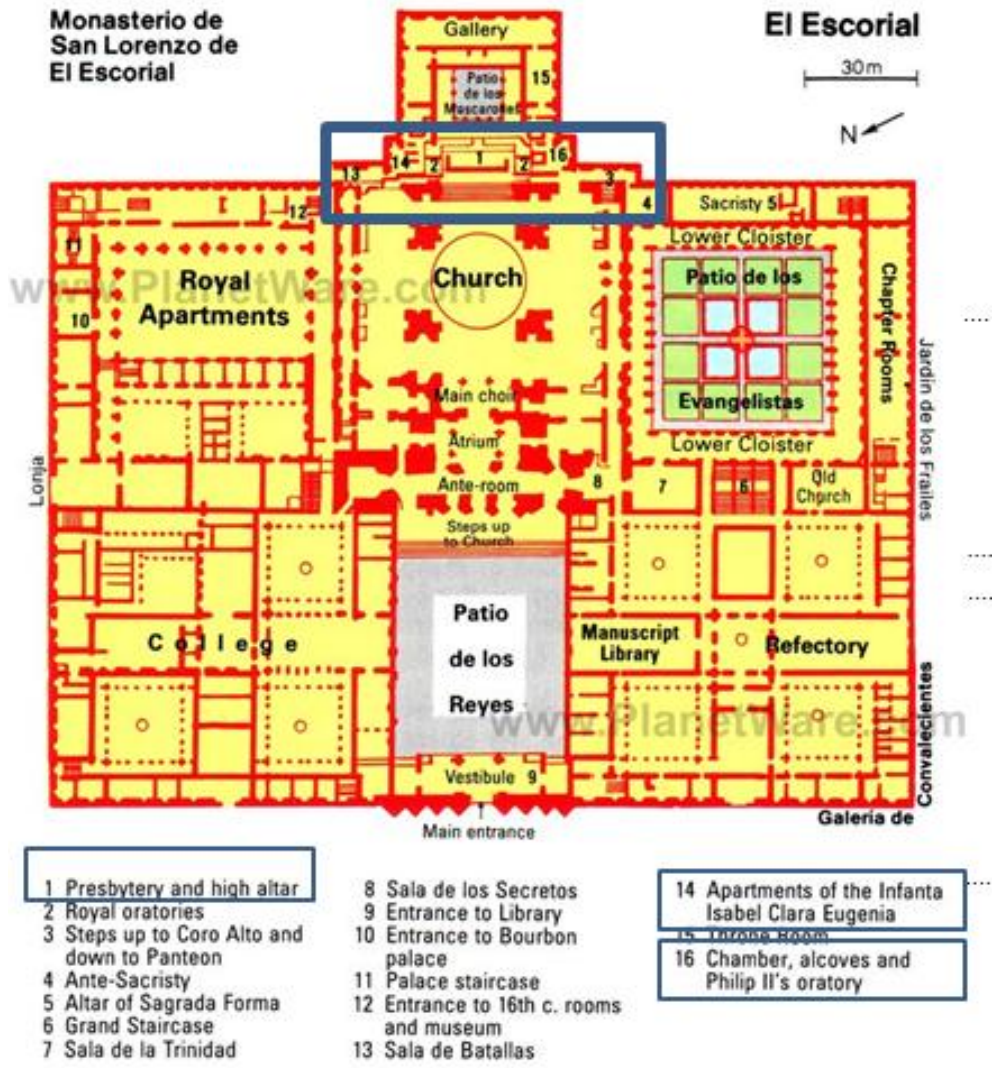 Monasterio de
San Lorenzo de
El Escorial
El Escorial
30 m
N
Gallery
Patio
de los
Mascarones
15
14
2
1
2
16
13
3
4
12
Sacristy 5
11
Lower Cloister
Royal
Apartments
Church
Patio de los
Chapter Rooms
www.PlanetWare.com
10
Jardin de los Frailes
Main choir
Evangelistas
Atrium
Lower Cloister
Lonja
Ante-room
8
7
6
Old
Church
Steps up
to Church
Patio
de los
Reyes
College
Manuscript
Library
Refectory
www.PlanetWare.com
Convalecientes
Vestibule 9
Galería de
Main entrance
1 Presbytery and high altar
2 Royal oratories
3 Steps up to Coro Alto and
down to Panteon
4 Ante-Sacristy
5 Altar of Sagrada Forma
6 Grand Staircase
7 Sala de la Trinidad
8 Sala de los Secretos
9 Entrance to Library
10 Entrance to Bourbon
palace
11 Palace staircase
12 Entrance to 16th c. rooms
and museum
13 Sala de Batallas
14 Apartments of the Infanta
Isabel Clara Eugenia
15 Throne Room
16 Chamber, alcoves and
Philip II's oratory